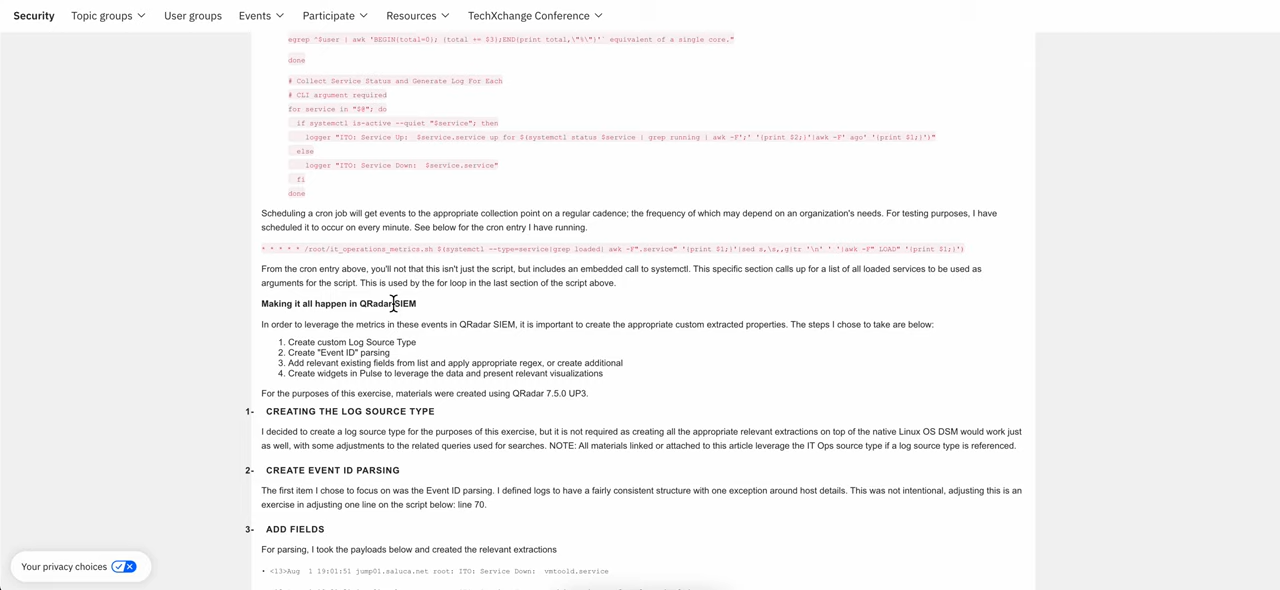 Security Topic groups User groups Events Participate Resources TechXchange Conference
egrep ^$user | awk 'BEGIN{total=0}; {total += $3};END{print total,\"%\"}'` equivalent of a single core."
done
# Collect Service Status and Generate Log For Each
# CLI argument required
for service in "$@"; do
if systemctl is-active --quiet "$service"; then
logger "ITO: Service Up: $service.service up for $(systemctl status $service | grep running | awk -F';' '{print $2;}'|awk -F' ago' '{print $1;}')"
else
logger "ITO: Service Down: $service.service"
fi
done
Scheduling a cron job will get events to the appropriate collection point on a regular cadence; the frequency of which may depend on an organization's needs. For testing purposes, I have
scheduled it to occur on every minute. See below for the cron entry I have running.
* * * * * /root/it_operations_metrics.sh $(systemctl --type=service|grep loaded| awk -F".service" '{print $1;}'|sed s,\s,,g|tr '\n' ' '|awk -F" LOAD" '{print $1;}')
From the cron entry above, you'll not that this isn't just the script, but includes an embedded call to systemctl. This specific section calls up for a list of all loaded services to be used as
arguments for the script. This is used by the for loop in the last section of the script above.
Making it all happen in QRadar SIEM
In order to leverage the metrics in these events in QRadar SIEM, it is important to create the appropriate custom extracted properties. The steps I chose to take are below:
1. Create custom Log Source Type
2. Create "Event ID" parsing
3. Add relevant existing fields from list and apply appropriate regex, or create additional
4. Create widgets in Pulse to leverage the data and present relevant visualizations
For the purposes of this exercise, materials were created using QRadar 7.5.0 UP3.
1- CREATING THE LOG SOURCE TYPE
I decided to create a log source type for the purposes of this exercise, but it is not required as creating all the appropriate relevant extractions on top of the native Linux OS DSM would work just
as well, with some adjustments to the related queries used for searches. NOTE: All materials linked or attached to this article leverage the IT Ops source type if a log source type is referenced.
2- CREATE EVENT ID PARSING
The first item I chose to focus on was the Event ID parsing. I defined logs to have a fairly consistent structure with one exception around host details. This was not intentional, adjusting this is an
exercise in adjusting one line on the script below: line 70.
3- ADD FIELDS
For parsing, I took the payloads below and created the relevant extractions
• <13>Aug 1 19:01:51 jump01.saluca.net root: ITO: Service Down: vmtoold.service
Your privacy choices